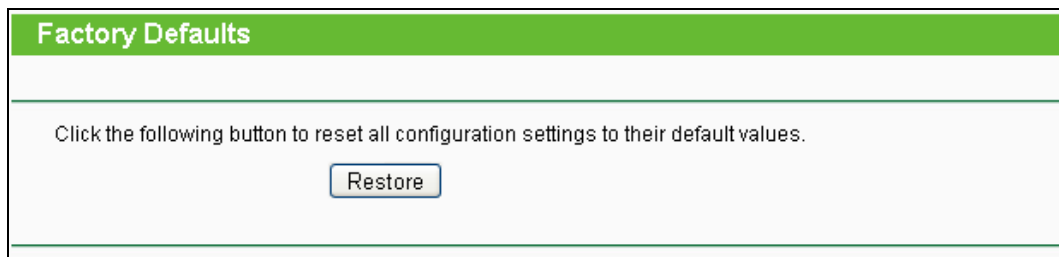 Factory Defaults
Click the following button to reset all configuration settings to their default values.
Restore